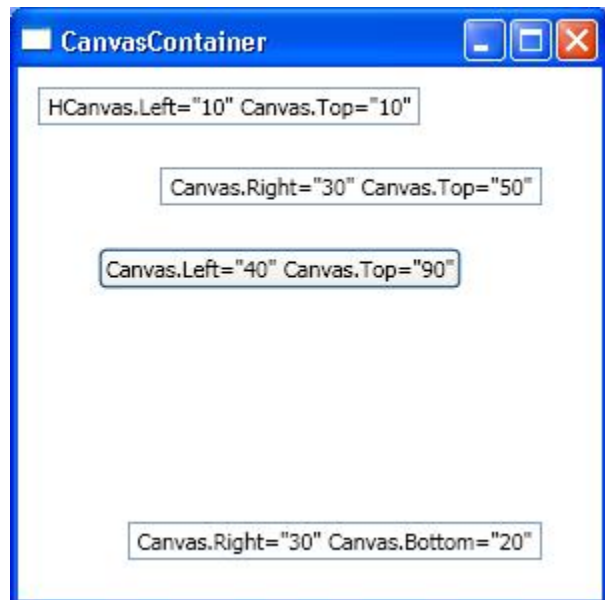 CanvasContainer
HCanvas.Left="10" Canvas.Top="10"
Canvas.Right="30" Canvas.Top="50"
Canvas.Left="40" Canvas.Top="90"
Canvas.Right="30" Canvas.Bottom="20"